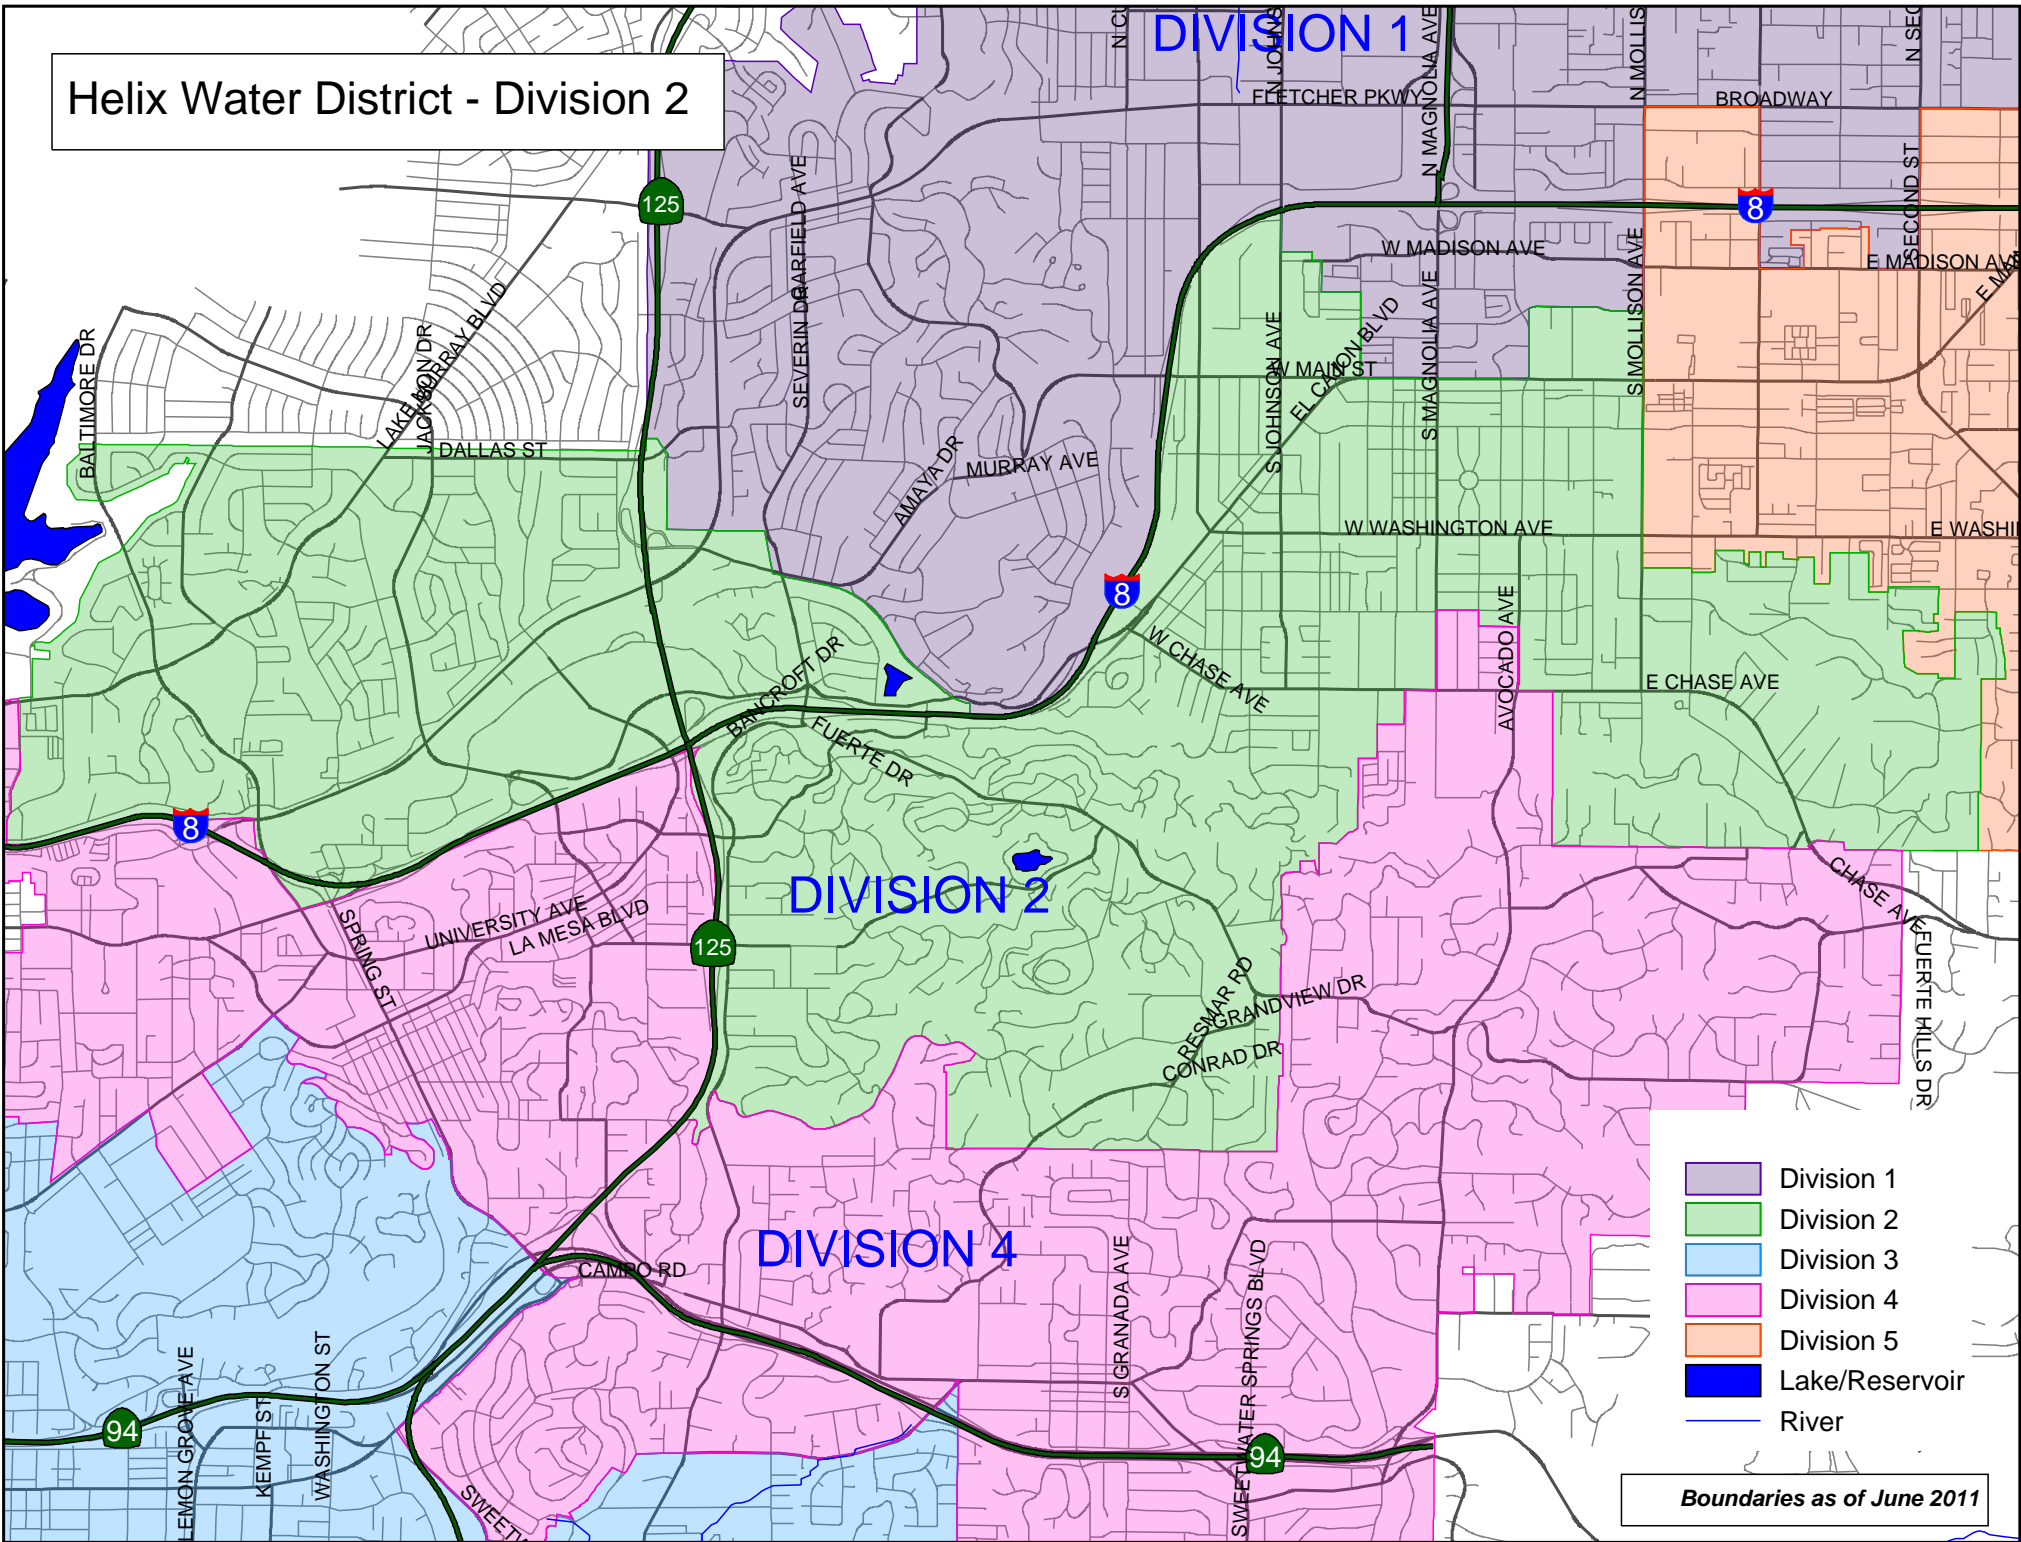 Helix Water District - Division 2
DIVISION 1
N CU
N JOHNS
N MAGNOLIA AVE
N MOLLIS
N SEC
FLETCHER PKWY
BROADWAY
125
8
GARFIELD AVE
SEVERIN DR
SECOND ST
W MADISON AVE
E MADISON AVE
E MAIN
BALTIMORE DR
LAKE MURRAY BLVD
JACKSON DR
DALLAS ST
S JOHNSON AVE
EL CAJON BLVD
W MAIN ST
S MAGNOLIA AVE
S MOLLISON AVE
AMAYA DR
MURRAY AVE
W WASHINGTON AVE
E WASHI
8
AVOCADO AVE
W CHASE AVE
E CHASE AVE
BANCROFT DR
FUERTE DR
8
DIVISION 2
CHASE AVE
SPRING ST
UNIVERSITY AVE
LA MESA BLVD
125
FUERTE HILLS DR
RESMAR RD
GRANDVIEW DR
CONRAD DR
DIVISION 4
CAMPO RD
S GRANADA AVE
SWEETWATER SPRINGS BLVD
94
LEMON GROVE AVE
KEMPF ST
WASHINGTON ST
94
SWEETW
Division 1
Division 2
Division 3
Division 4
Division 5
Lake/Reservoir
River
Boundaries as of June 2011